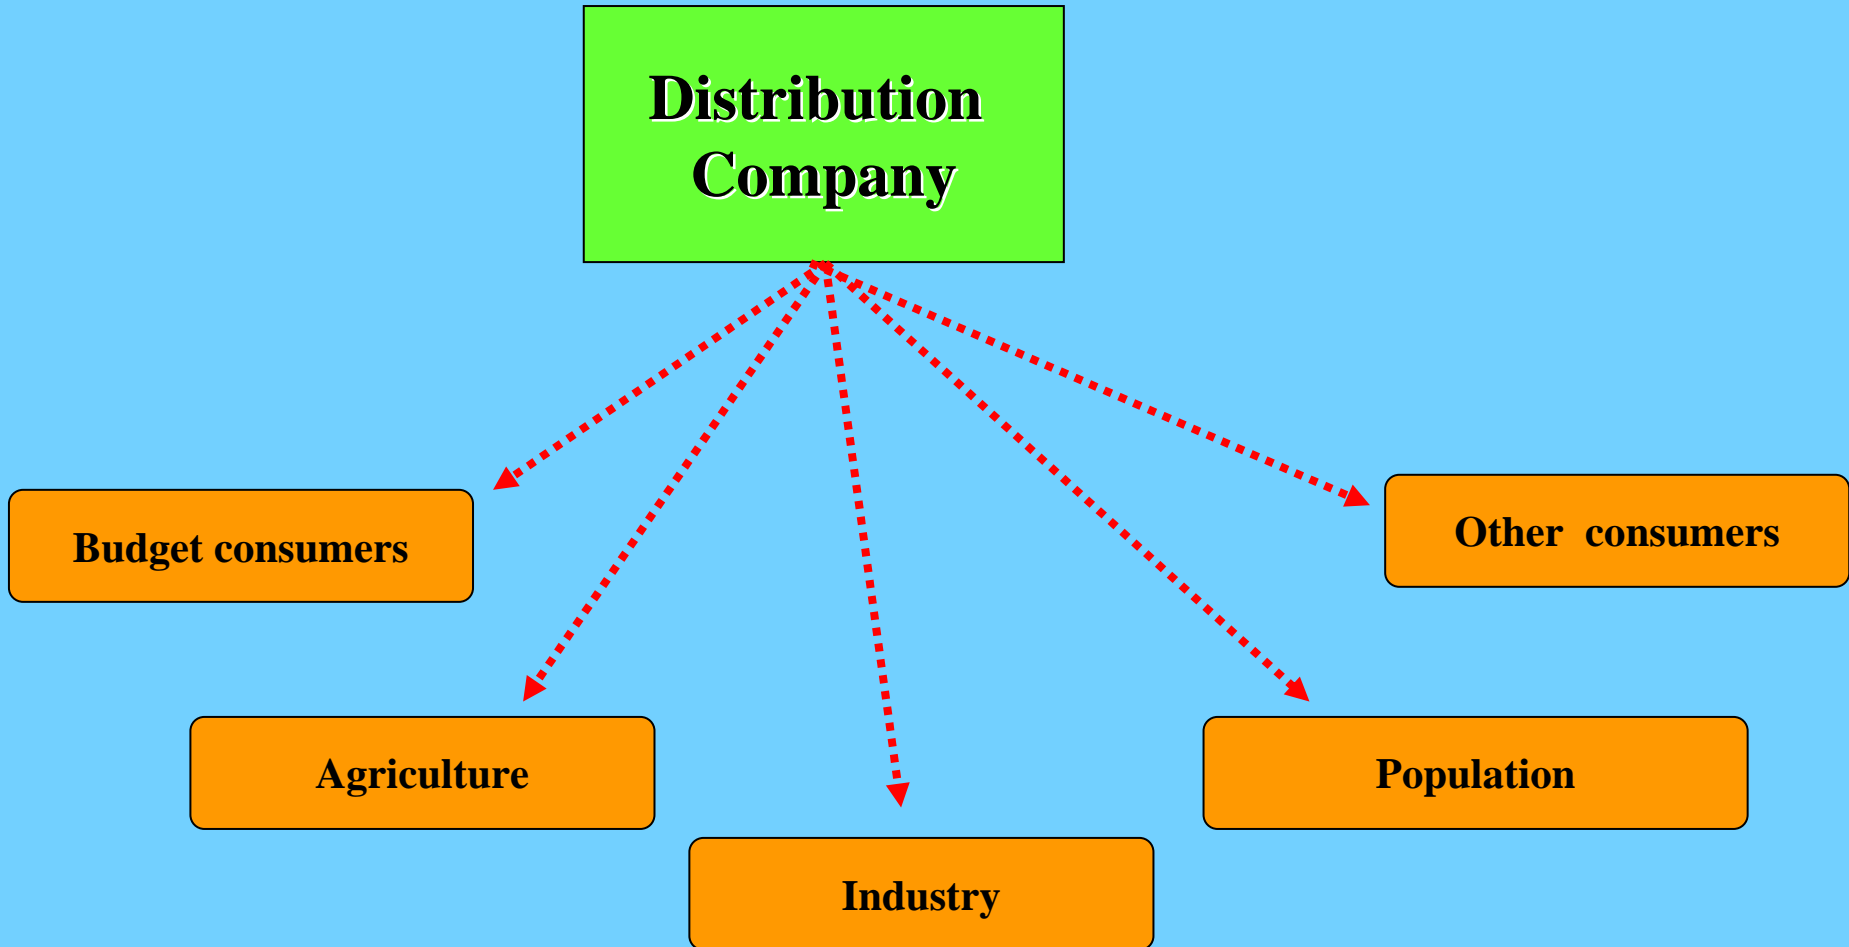 Distribution
Company
Budget consumers
Other  consumers
Agriculture
Population
Industry